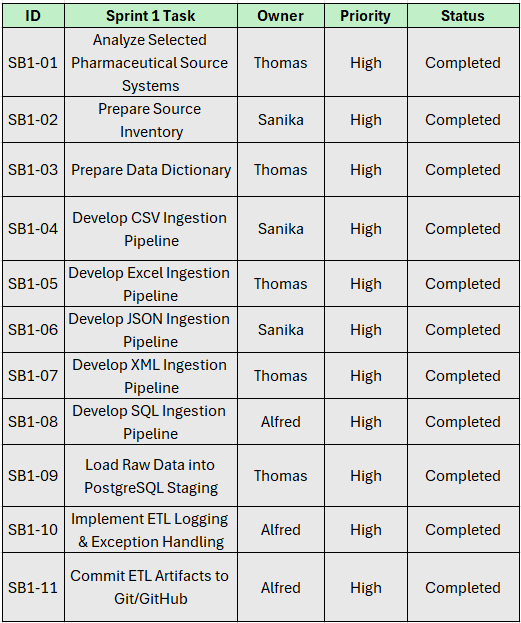 ID Sprint 1 Task Owner Priority Status
SB1-01 Analyze Selected Pharmaceutical Source Systems Thomas High Completed
SB1-02 Prepare Source Inventory Sanika High Completed
SB1-03 Prepare Data Dictionary Thomas High Completed
SB1-04 Develop CSV Ingestion Pipeline Sanika High Completed
SB1-05 Develop Excel Ingestion Pipeline Thomas High Completed
SB1-06 Develop JSON Ingestion Pipeline Sanika High Completed
SB1-07 Develop XML Ingestion Pipeline Thomas High Completed
SB1-08 Develop SQL Ingestion Pipeline Alfred High Completed
SB1-09 Load Raw Data into PostgreSQL Staging Thomas High Completed
SB1-10 Implement ETL Logging & Exception Handling Alfred High Completed
SB1-11 Commit ETL Artifacts to Git/GitHub Alfred High Completed